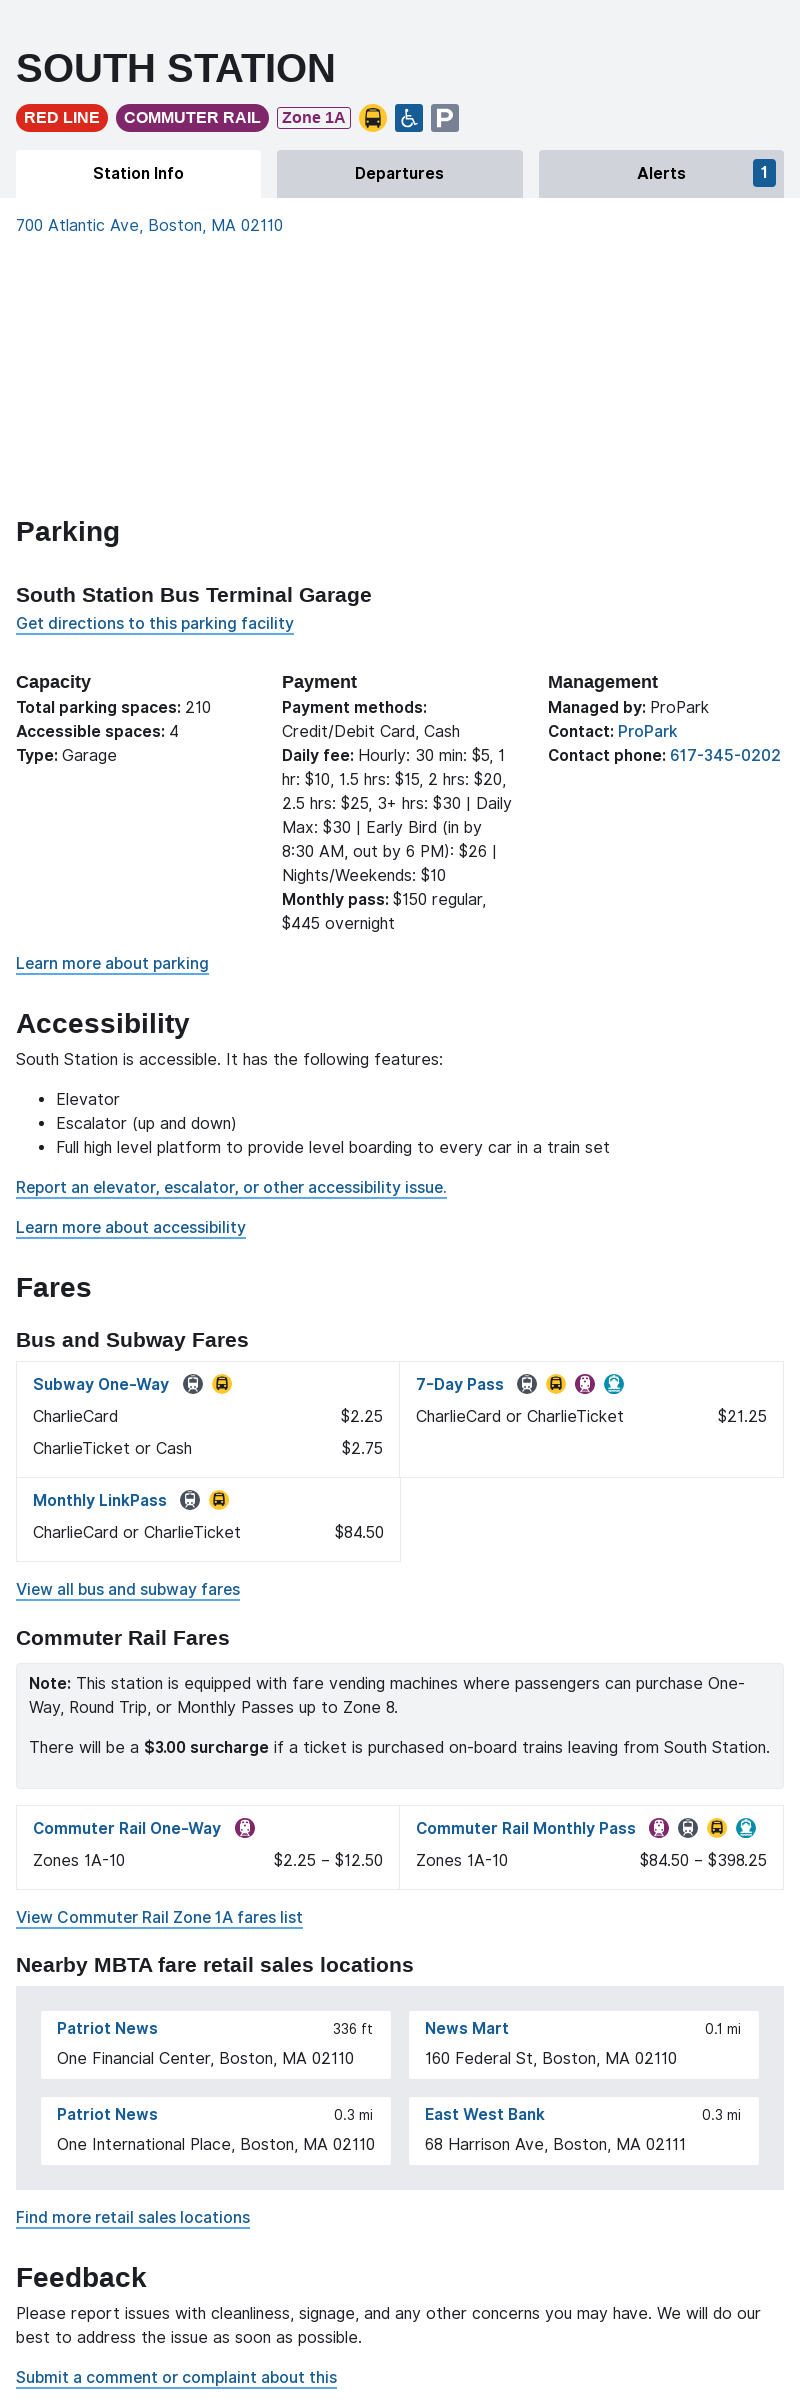 SOUTH STATION
RED LINE COMMUTER RAIL Zone 1A P
Station Info Departures Alerts 1
700 Atlantic Ave, Boston, MA 02110
Parking
South Station Bus Terminal Garage
Get directions to this parking facility
Capacity
Total parking spaces: 210
Accessible spaces: 4
Type: Garage
Payment
Payment methods:
Credit/Debit Card, Cash
Daily fee: Hourly: 30 min: $5, 1
hr: $10, 1.5 hrs: $15, 2 hrs: $20,
2.5 hrs: $25, 3+ hrs: $30 | Daily
Max: $30 | Early Bird (in by
8:30 AM, out by 6 PM): $26 |
Nights/Weekends: $10
Monthly pass: $150 regular,
$445 overnight
Management
Managed by: ProPark
Contact: ProPark
Contact phone: 617-345-0202
Learn more about parking
Accessibility
South Station is accessible. It has the following features:
• Elevator
• Escalator (up and down)
• Full high level platform to provide level boarding to every car in a train set
Report an elevator, escalator, or other accessibility issue.
Learn more about accessibility
Fares
Bus and Subway Fares
Subway One-Way
CharlieCard $2.25
CharlieTicket or Cash $2.75
7-Day Pass
CharlieCard or CharlieTicket $21.25
Monthly LinkPass
CharlieCard or CharlieTicket $84.50
View all bus and subway fares
Commuter Rail Fares
Note: This station is equipped with fare vending machines where passengers can purchase One-
Way, Round Trip, or Monthly Passes up to Zone 8.
There will be a $3.00 surcharge if a ticket is purchased on-board trains leaving from South Station.
Commuter Rail One-Way
Zones 1A-10 $2.25 – $12.50
Commuter Rail Monthly Pass
Zones 1A-10 $84.50 – $398.25
View Commuter Rail Zone 1A fares list
Nearby MBTA fare retail sales locations
Patriot News 336 ft
One Financial Center, Boston, MA 02110
News Mart 0.1 mi
160 Federal St, Boston, MA 02110
Patriot News 0.3 mi
One International Place, Boston, MA 02110
East West Bank 0.3 mi
68 Harrison Ave, Boston, MA 02111
Find more retail sales locations
Feedback
Please report issues with cleanliness, signage, and any other concerns you may have. We will do our
best to address the issue as soon as possible.
Submit a comment or complaint about this